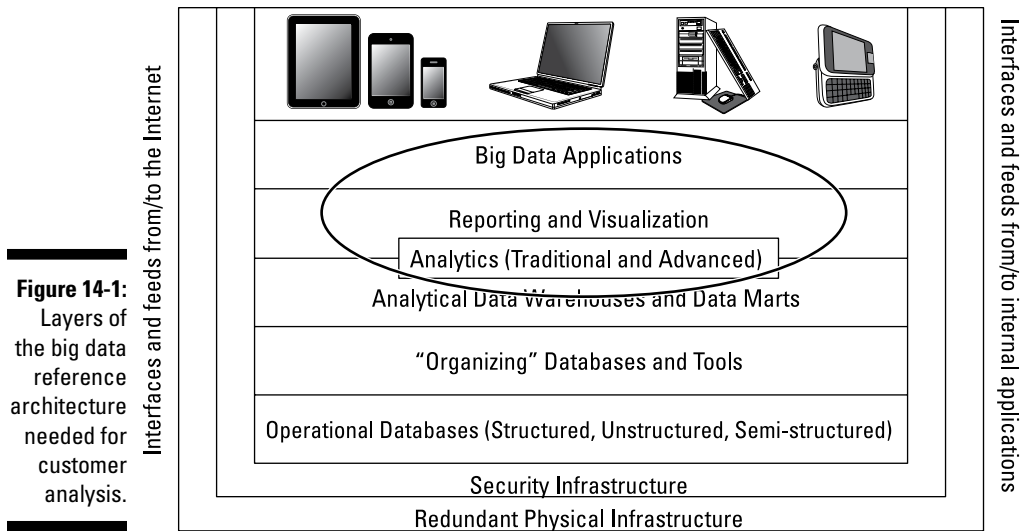 Figure 14-1:
Layers of
the big data
reference
architecture
needed for
customer
analysis.
Interfaces and feeds from/to the Internet
Big Data Applications
Reporting and Visualization
Analytics (Traditional and Advanced)
Analytical Data Warehouses and Data Marts
“Organizing” Databases and Tools
Operational Databases (Structured, Unstructured, Semi-structured)
Security Infrastructure
Redundant Physical Infrastructure
Interfaces and feeds from/to internal applications